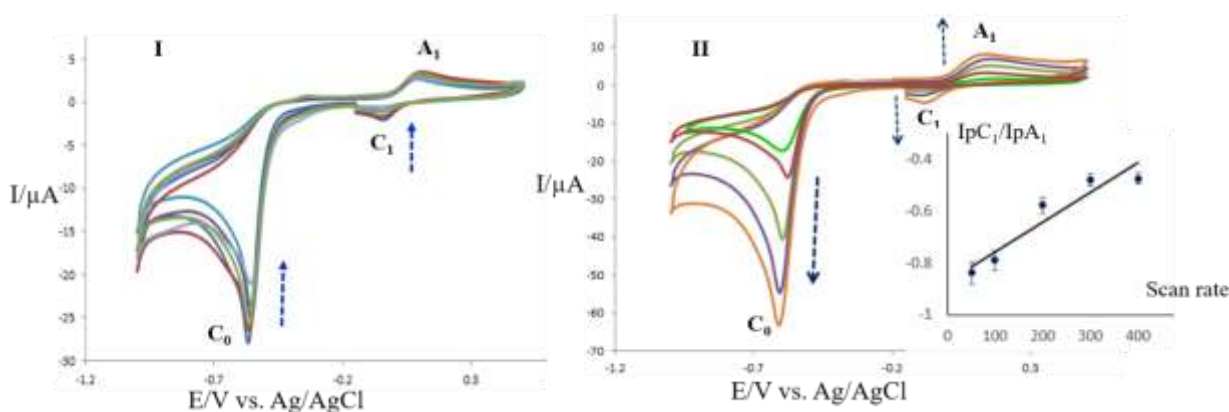 I
A₁
5
0
C₁
-5
I/µA
-10
-15
-20
C₀
-25
-30
-1.2
-0.7
-0.2
0.3
E/V vs. Ag/AgCl
II
A₁
10
0
C₁
-10
IpC₁/IpA₁
-20
-0.4
I/µA
-30
-0.6
-40
-0.8
-50
Scan rate
-60
C₀
-1
0
100
200
300
400
-70
-1.2
-0.7
-0.2
0.3
E/V vs. Ag/AgCl